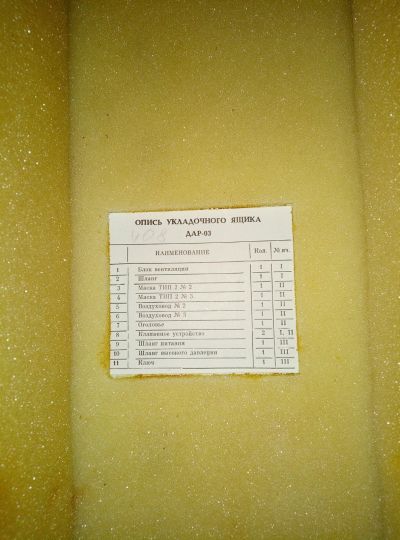 ОПИСЬ УКЛАДОЧНОГО ЯЩИКА
ДАР-03
408
НАИМЕНОВАНИЕ Кол. № яч.
1 Блок вентиляции 1 I
2 Шланг 1 I
3 Маска ТИП 2 № 2 1 II
4 Маска ТИП 2 № 3 1 II
5 Воздуховод № 2 1 II
6 Воздуховод № 3 1 II
7 Оголовье 1 II
8 Клапанное устройство 2 I, II
9 Шланг питания 1 III
10 Шланг высокого давления 1 III
11 Ключ 1 III